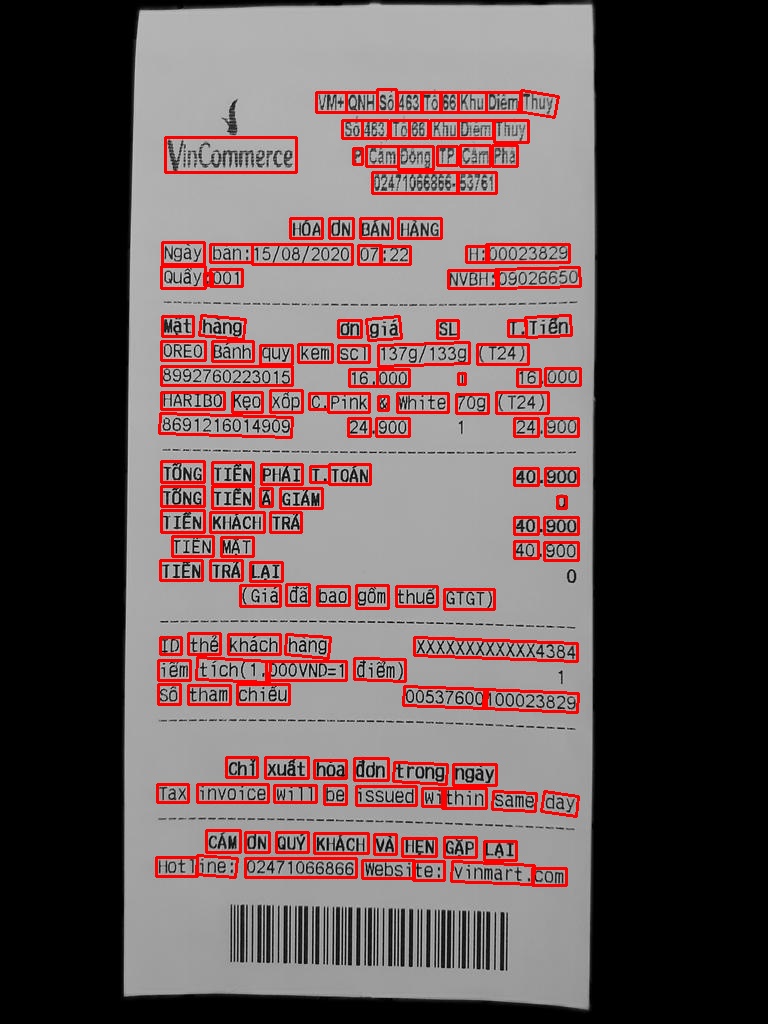 VM+ QNH Số 463 Tổ 66 Khu Diêm Thuỷ
Số 463, Tổ 66, Khu Diêm Thuỷ
P. Cẩm Đông, TP. Cẩm Phả
VinCommerce
02471066866-53761
HÓA ĐƠN BÁN HÀNG
Ngày bán:15/08/2020 07:22 HĐ:00023829
Quầy:001 NVBH:09026650
Mặt hàng Đơn giá SL T.Tiền
OREO Bánh quy kem scl 137g/133g (T24)
8992760223015 16.000 1 16.000
HARIBO Kẹo xốp C.Pink & White 70g (T24)
8691216014909 24.900 1 24.900
TỔNG TIỀN PHẢI T.TOÁN 40.900
TỔNG TIỀN ĐÃ GIẢM 0
TIỀN KHÁCH TRẢ 40.900
TIỀN MẶT 40.900
TIỀN TRẢ LẠI 0
(Giá đã bao gồm thuế GTGT)
ID thẻ khách hàng XXXXXXXXXXXX4384
Điểm tích(1.000VND=1 điểm) 1
Số tham chiếu 00537600100023829
Chỉ xuất hóa đơn trong ngày
Tax invoice will be issued within same day
CẢM ƠN QUÝ KHÁCH VÀ HẸN GẶP LẠI
Hotline: 02471066866 Website: Vinmart.com